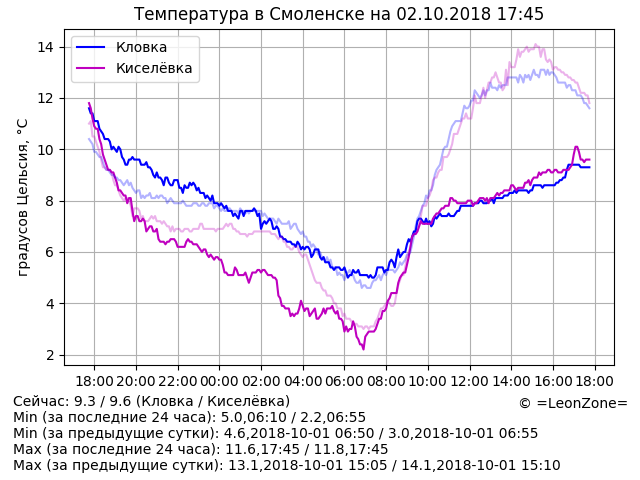 Температура в Смоленске на 02.10.2018 17:45
Кловка
Киселёвка
градусов Цельсия, °C
14
12
10
8
6
4
2
18:00 20:00 22:00 00:00 02:00 04:00 06:00 08:00 10:00 12:00 14:00 16:00 18:00
Сейчас: 9.3 / 9.6 (Кловка / Киселёвка)
© =LeonZone=
Min (за последние 24 часа): 5.0,06:10 / 2.2,06:55
Min (за предыдущие сутки): 4.6,2018-10-01 06:50 / 3.0,2018-10-01 06:55
Max (за последние 24 часа): 11.6,17:45 / 11.8,17:45
Max (за предыдущие сутки): 13.1,2018-10-01 15:05 / 14.1,2018-10-01 15:10